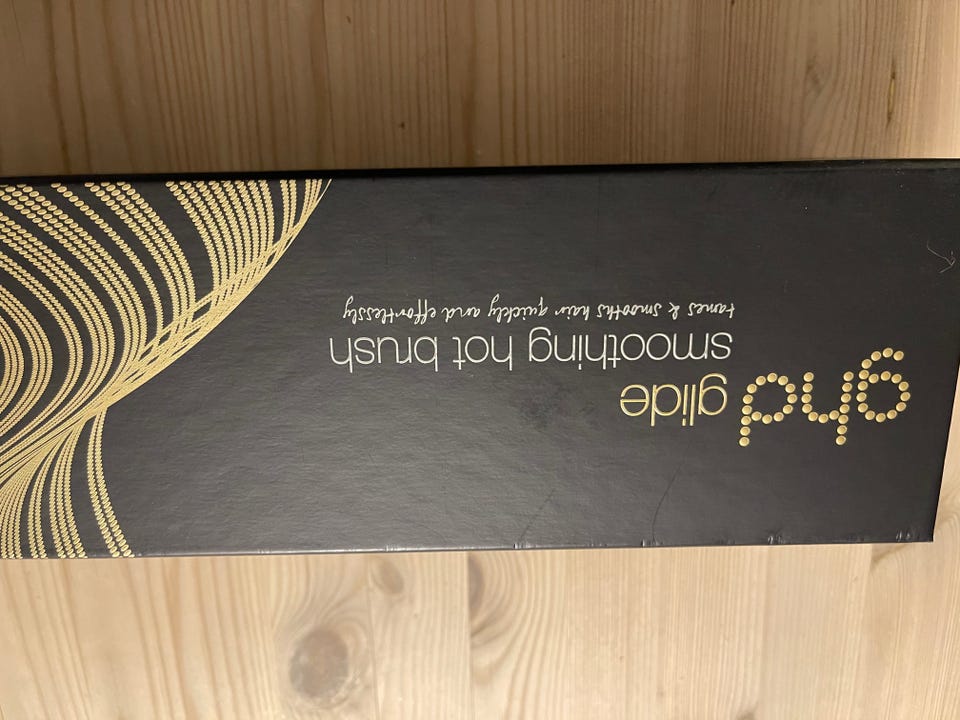 ghd glide
smoothing hot brush
tames & smooths hair quickly and effortlessly